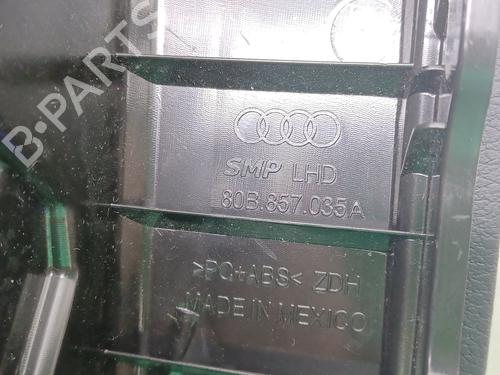 B-PARTS
SMP LHD
80B.857.035A
>PC+ABS< ZDH
MADE IN MEXICO